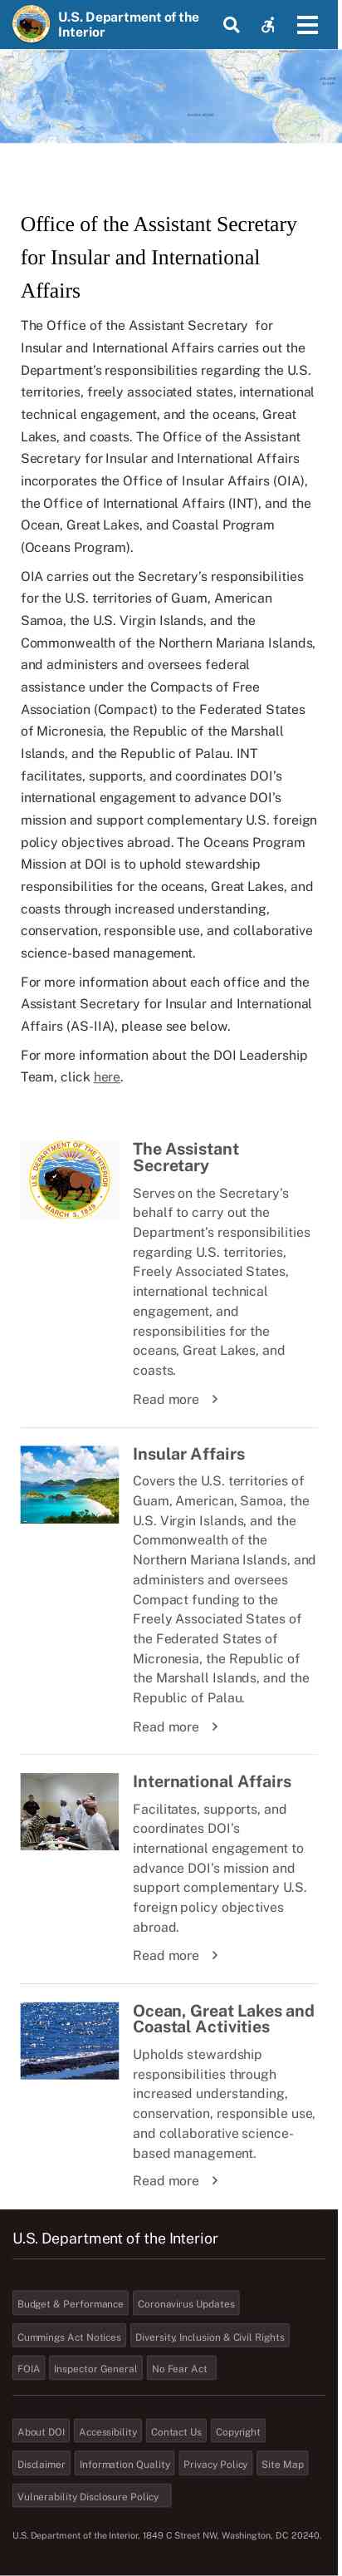 U.S. Department of the
Interior
Office of the Assistant Secretary
for Insular and International
Affairs
The Office of the Assistant Secretary  for
Insular and International Affairs carries out the
Department’s responsibilities regarding the U.S.
territories, freely associated states, international
technical engagement, and the oceans, Great
Lakes, and coasts. The Office of the Assistant
Secretary for Insular and International Affairs
incorporates the Office of Insular Affairs (OIA),
the Office of International Affairs (INT), and the
Ocean, Great Lakes, and Coastal Program
(Oceans Program).
OIA carries out the Secretary’s responsibilities
for the U.S. territories of Guam, American
Samoa, the U.S. Virgin Islands, and the
Commonwealth of the Northern Mariana Islands,
and administers and oversees federal
assistance under the Compacts of Free
Association (Compact) to the Federated States
of Micronesia, the Republic of the Marshall
Islands, and the Republic of Palau. INT
facilitates, supports, and coordinates DOI’s
international engagement to advance DOI’s
mission and support complementary U.S. foreign
policy objectives abroad. The Oceans Program
Mission at DOI is to uphold stewardship
responsibilities for the oceans, Great Lakes, and
coasts through increased understanding,
conservation, responsible use, and collaborative
science-based management.
For more information about each office and the
Assistant Secretary for Insular and International
Affairs (AS-IIA), please see below.
For more information about the DOI Leadership
Team, click here.
The Assistant
Secretary
Serves on the Secretary’s
behalf to carry out the
Department’s responsibilities
regarding U.S. territories,
Freely Associated States,
international technical
engagement, and
responsibilities for the
oceans, Great Lakes, and
coasts.
Read more
Insular Affairs
Covers the U.S. territories of
Guam, American, Samoa, the
U.S. Virgin Islands, and the
Commonwealth of the
Northern Mariana Islands, and
administers and oversees
Compact funding to the
Freely Associated States of
the Federated States of
Micronesia, the Republic of
the Marshall Islands, and the
Republic of Palau.
Read more
International Affairs
Facilitates, supports, and
coordinates DOI’s
international engagement to
advance DOI’s mission and
support complementary U.S.
foreign policy objectives
abroad.
Read more
Ocean, Great Lakes and
Coastal Activities
Upholds stewardship
responsibilities through
increased understanding,
conservation, responsible use,
and collaborative science-
based management.
Read more
U.S. Department of the Interior
Budget & Performance Coronavirus Updates
Cummings Act Notices Diversity, Inclusion & Civil Rights
FOIA Inspector General No Fear Act
About DOI Accessibility Contact Us Copyright
Disclaimer Information Quality Privacy Policy Site Map
Vulnerability Disclosure Policy
U.S. Department of the Interior, 1849 C Street NW, Washington, DC 20240.